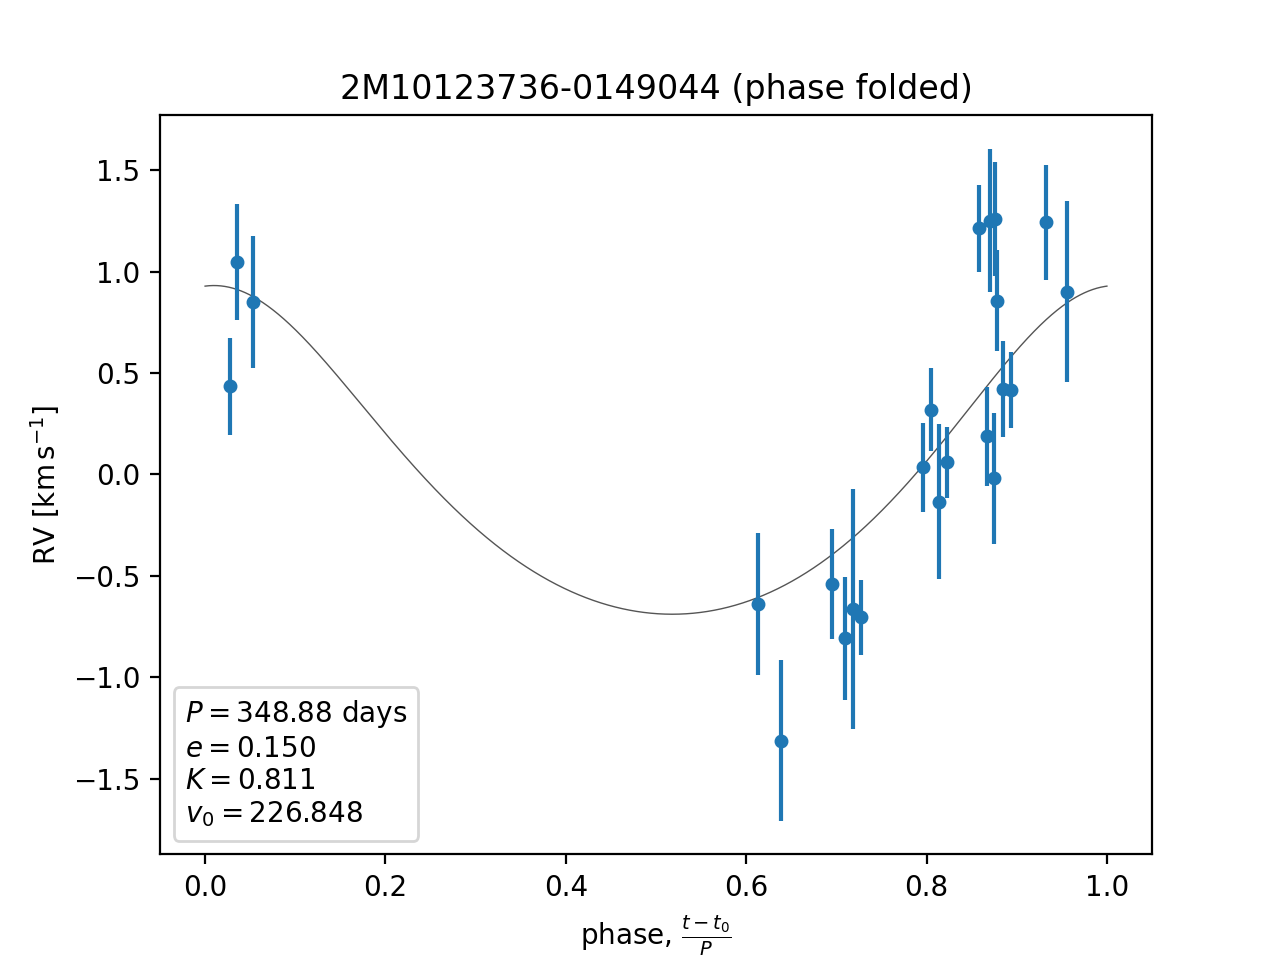 2M10123736-0149044 (phase folded)
RV [km s⁻¹]
1.5
1.0
0.5
0.0
−0.5
−1.0
−1.5
P = 348.88 days
e = 0.150
K = 0.811
v₀ = 226.848
0.0 0.2 0.4 0.6 0.8 1.0
phase, (t − t₀)/P